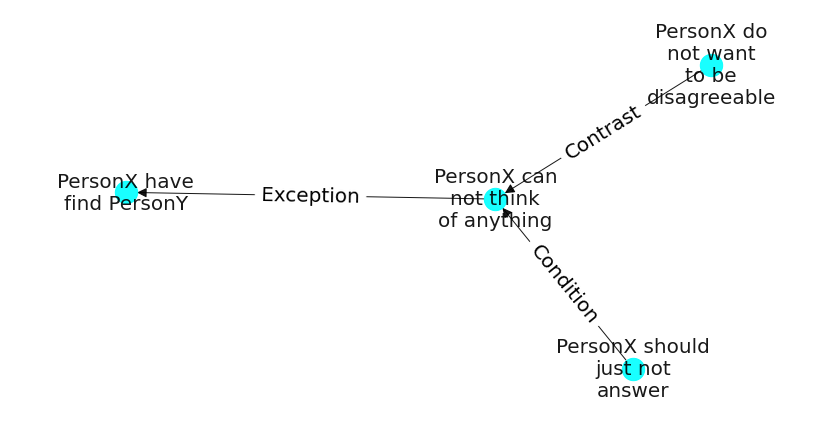 PersonX do
not want
to be
disagreeable
Contrast
PersonX have
find PersonY
Exception
PersonX can
not think
of anything
Condition
PersonX should
just not
answer